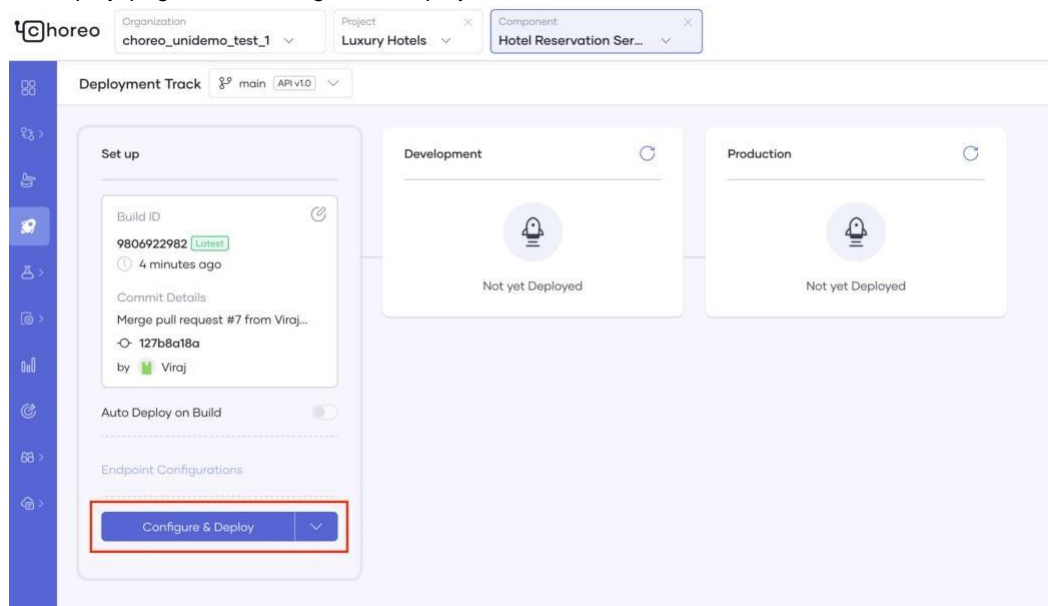 Choreo
Organization
choreo_unidemo_test_1
Project
Luxury Hotels
Component
Hotel Reservation Ser...
Deployment Track main API v1.0
Set up
Build ID
9806922982 Latest
4 minutes ago
Commit Details
Merge pull request #7 from Viraj...
127b8a18a
by Viraj
Auto Deploy on Build
Endpoint Configurations
Configure & Deploy
Development
Not yet Deployed
Production
Not yet Deployed